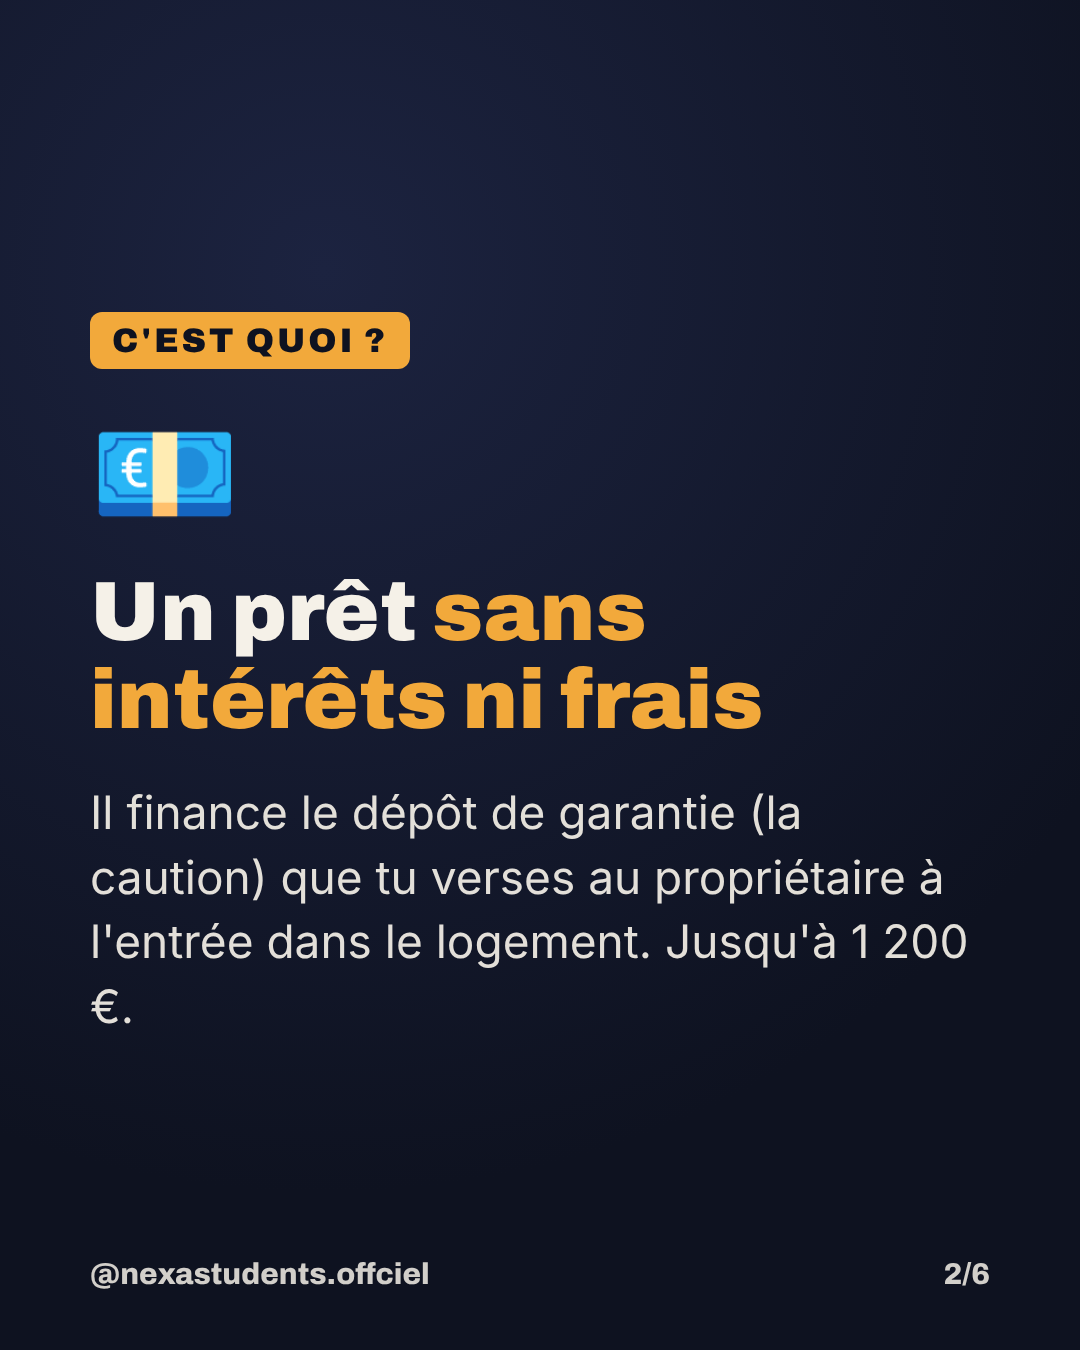 C'EST QUOI ?
€
Un prêt sans
intérêts ni frais
Il finance le dépôt de garantie (la
caution) que tu verses au propriétaire à
l'entrée dans le logement. Jusqu'à 1 200
€.
@nexastudents.offciel
2/6